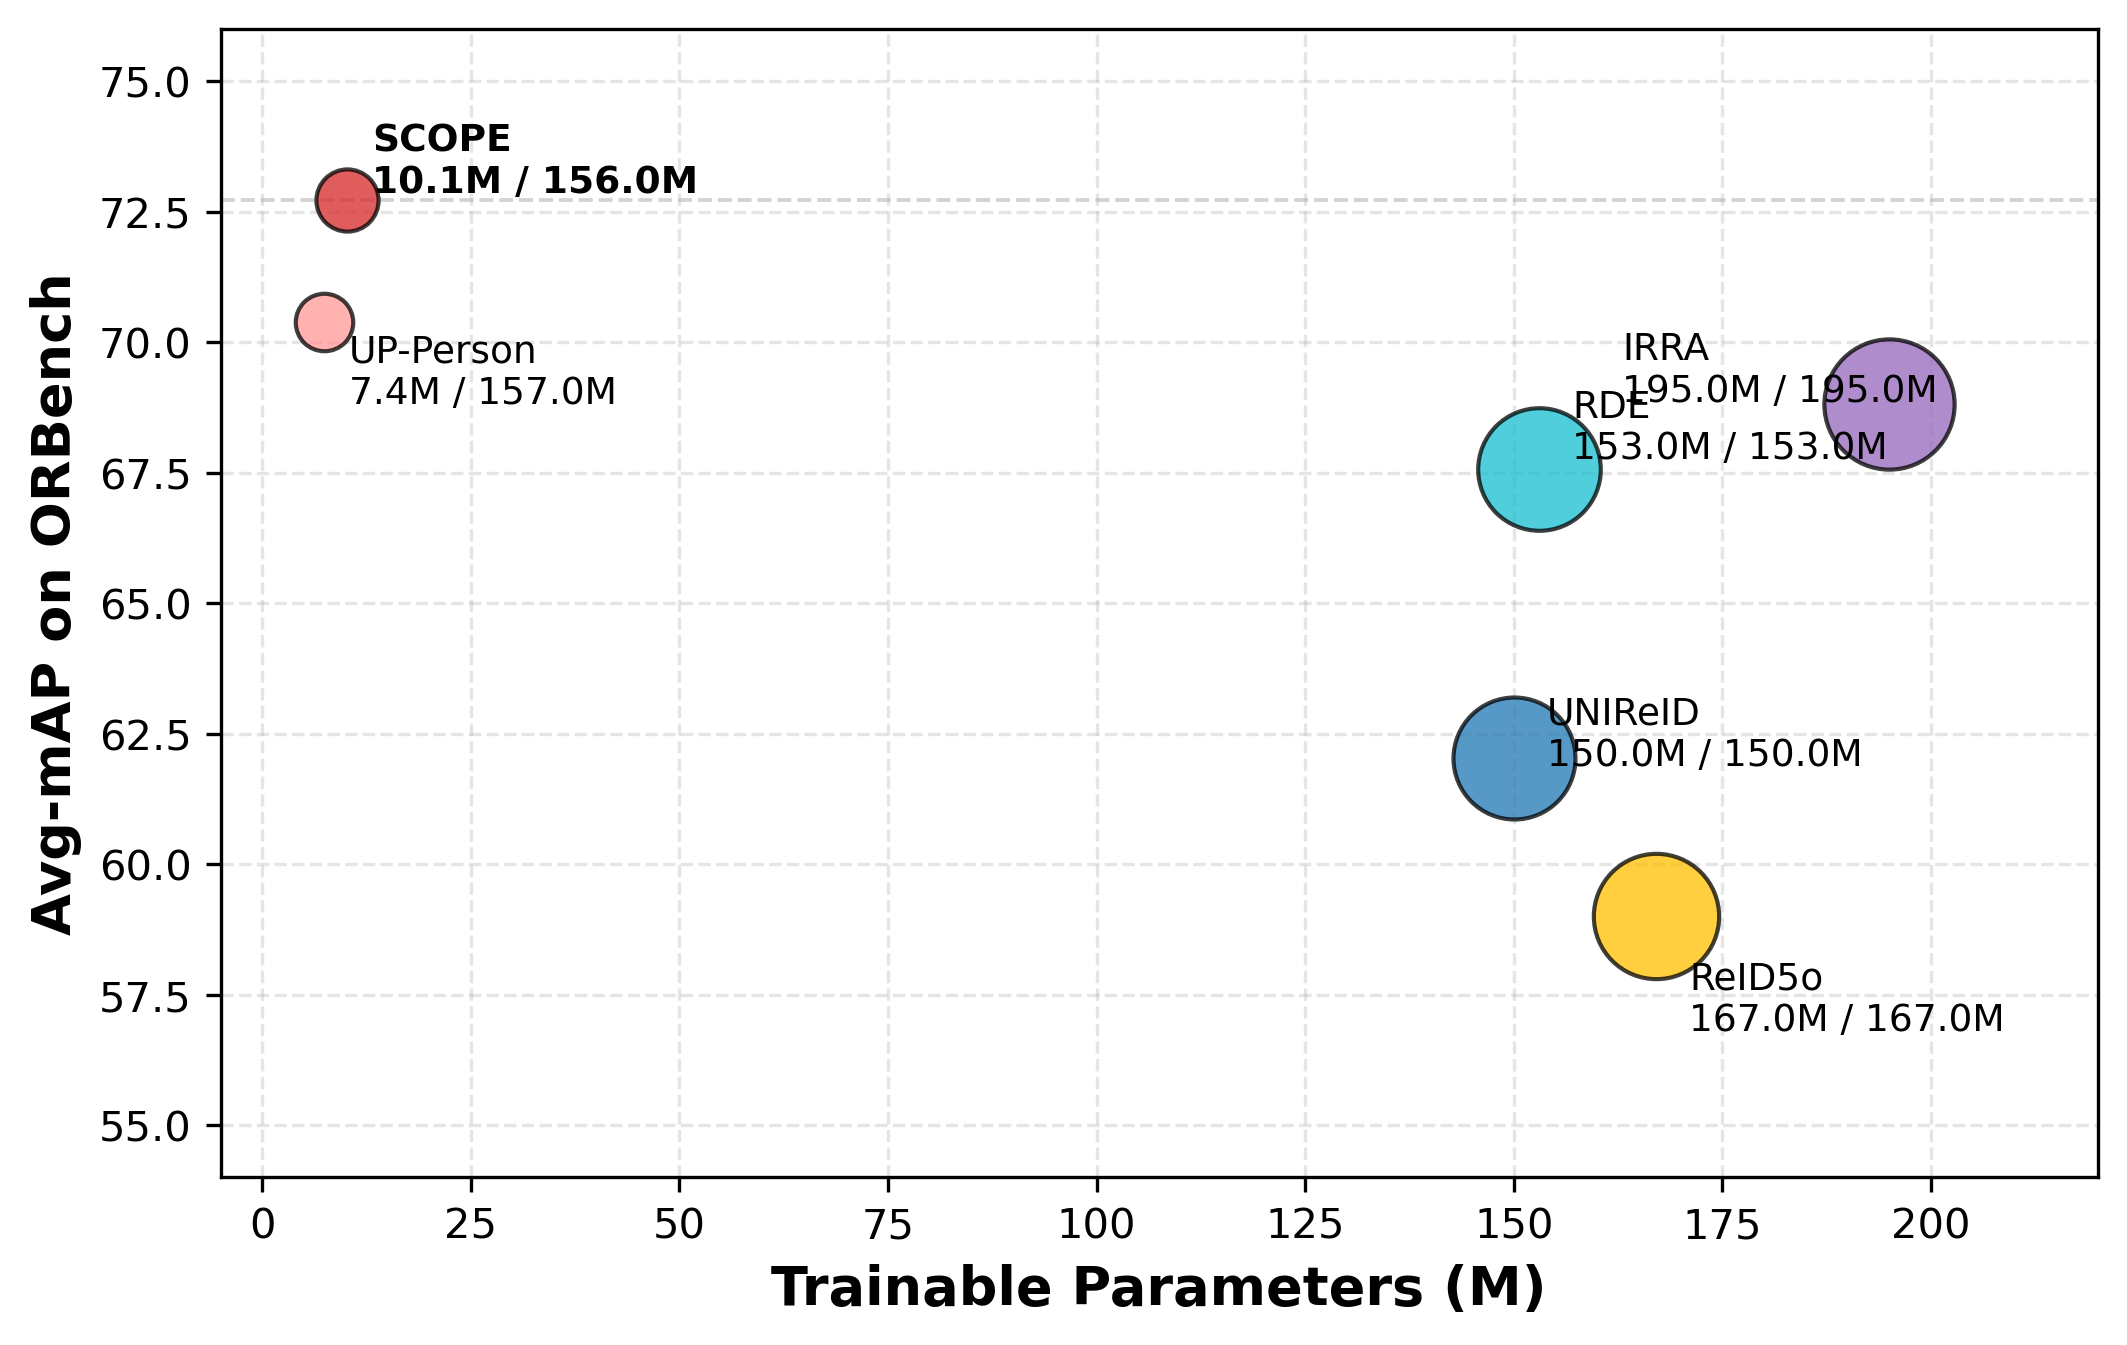 75.0
72.5
70.0
67.5
65.0
62.5
60.0
57.5
55.0
Avg-mAP on ORBench
SCOPE
10.1M / 156.0M
UP-Person
7.4M / 157.0M
IRRA
195.0M / 195.0M
RDE
153.0M / 153.0M
UNIReID
150.0M / 150.0M
ReID5o
167.0M / 167.0M
0 25 50 75 100 125 150 175 200
Trainable Parameters (M)